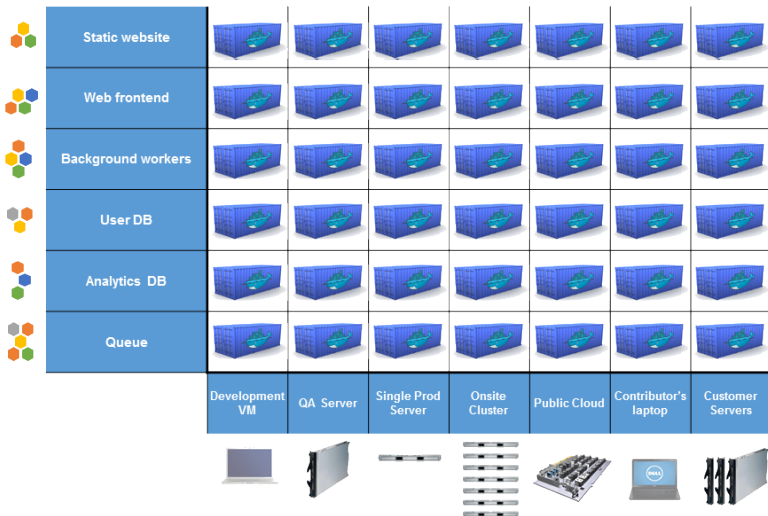 Static website
Web frontend
Background workers
User DB
Analytics DB
Queue
Development
VM
QA Server
Single Prod
Server
Onsite
Cluster
Public Cloud
Contributor's
laptop
Customer
Servers
DELL